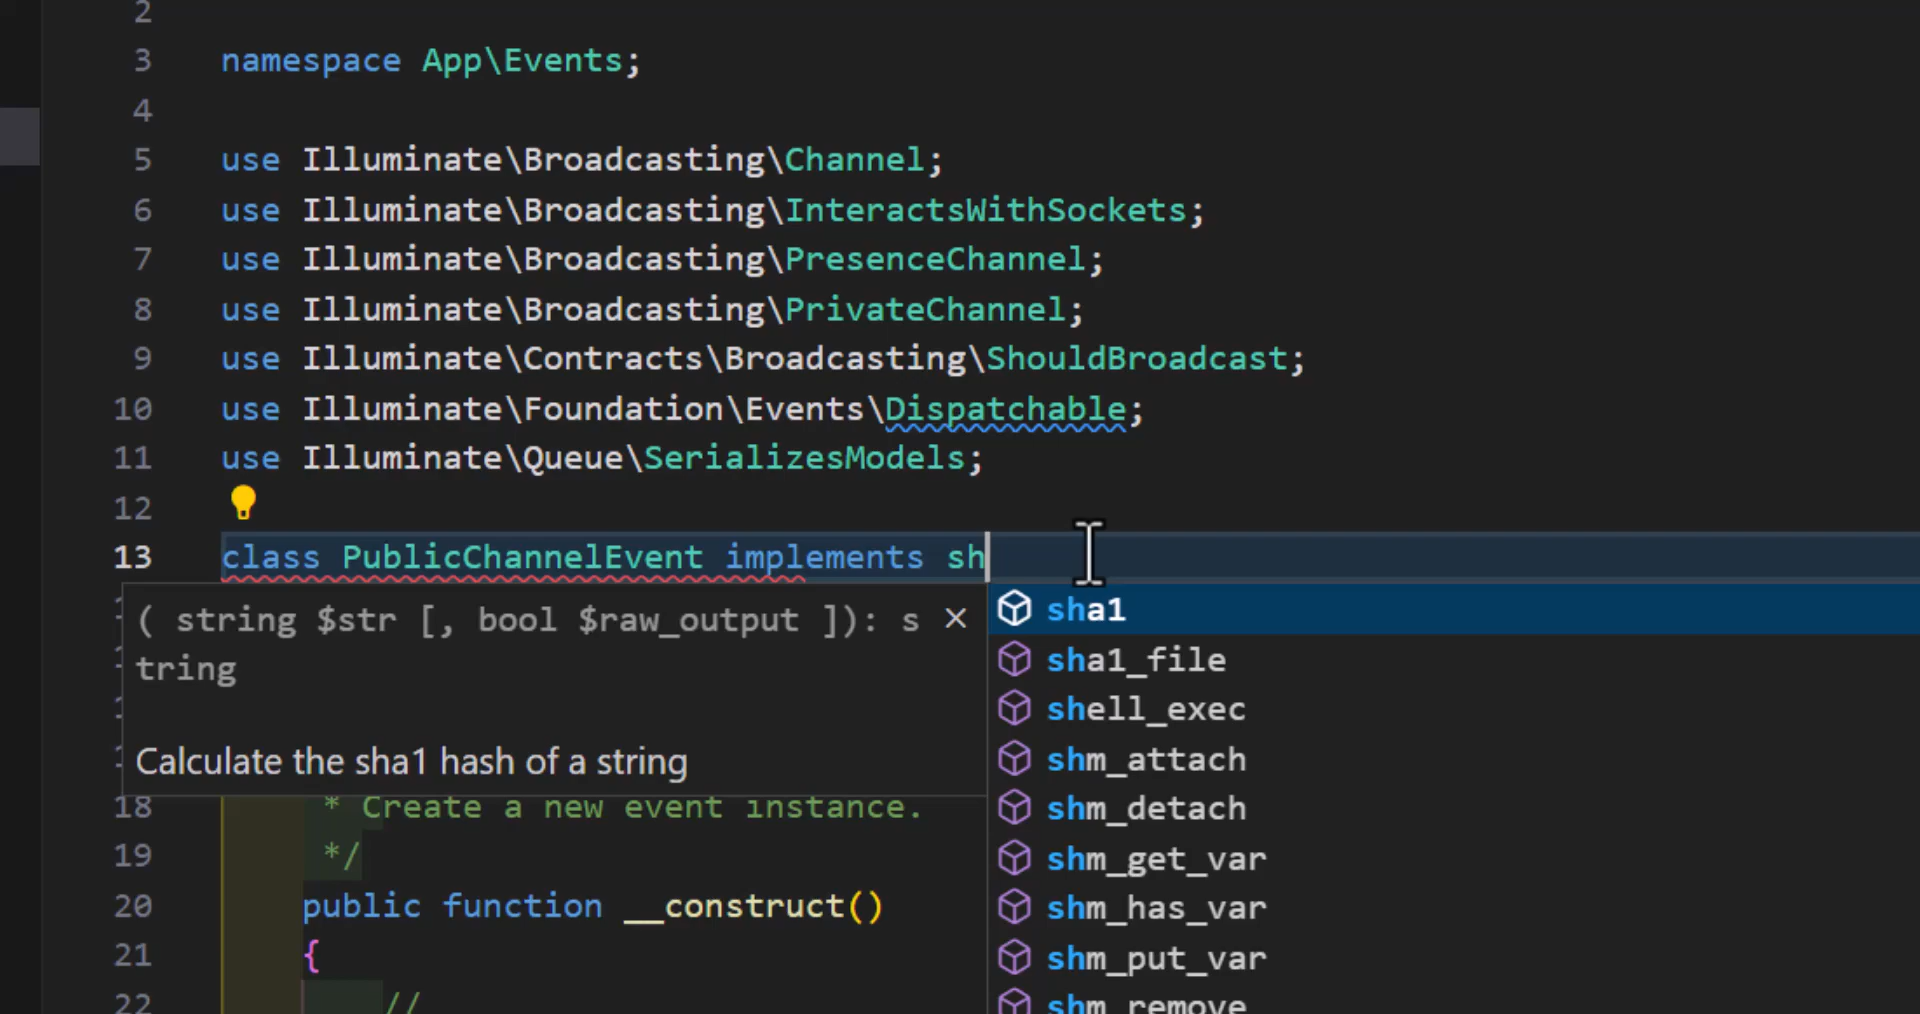 2
3 namespace App\Events;
4
5 use Illuminate\Broadcasting\Channel;
6 use Illuminate\Broadcasting\InteractsWithSockets;
7 use Illuminate\Broadcasting\PresenceChannel;
8 use Illuminate\Broadcasting\PrivateChannel;
9 use Illuminate\Contracts\Broadcasting\ShouldBroadcast;
10 use Illuminate\Foundation\Events\Dispatchable;
11 use Illuminate\Queue\SerializesModels;
12
13 class PublicChannelEvent implements sh
( string $str [, bool $raw_output ]): s
tring
Calculate the sha1 hash of a string
sha1
sha1_file
shell_exec
shm_attach
shm_detach
shm_get_var
shm_has_var
shm_put_var
shm_remove
18 * Create a new event instance.
19 */
20 public function __construct()
21 {
22 //